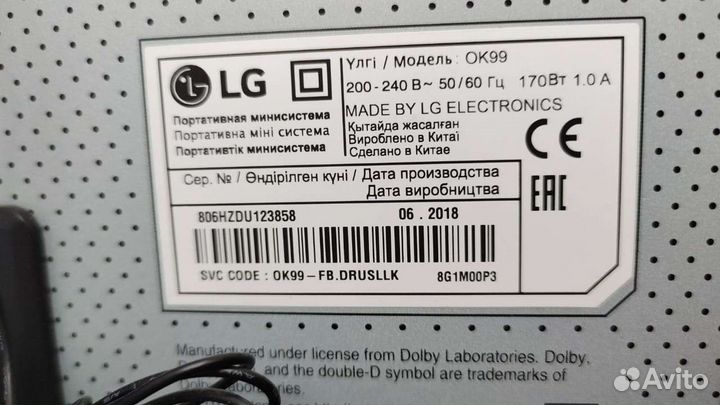 LG
Үлгі / Модель: OK99
200-240 В~ 50/60 Гц 170Вт 1.0 А
MADE BY LG ELECTRONICS
Қытайда жасалған
Вироблено в Китаї
Сделано в Китае
Портативная минисистема
Портативна міні система
Портативтік минисистема
CE
EAC
Сер. № / Өндірілген күні / Дата производства
Дата виробництва
806HZDU123858 06 . 2018
SVC CODE : OK99-FB.DRUSLLK 8G1M00P3
Manufactured under license from Dolby Laboratories. Dolby,
and the double-D symbol are trademarks of
Dolby Laboratories.
Avito